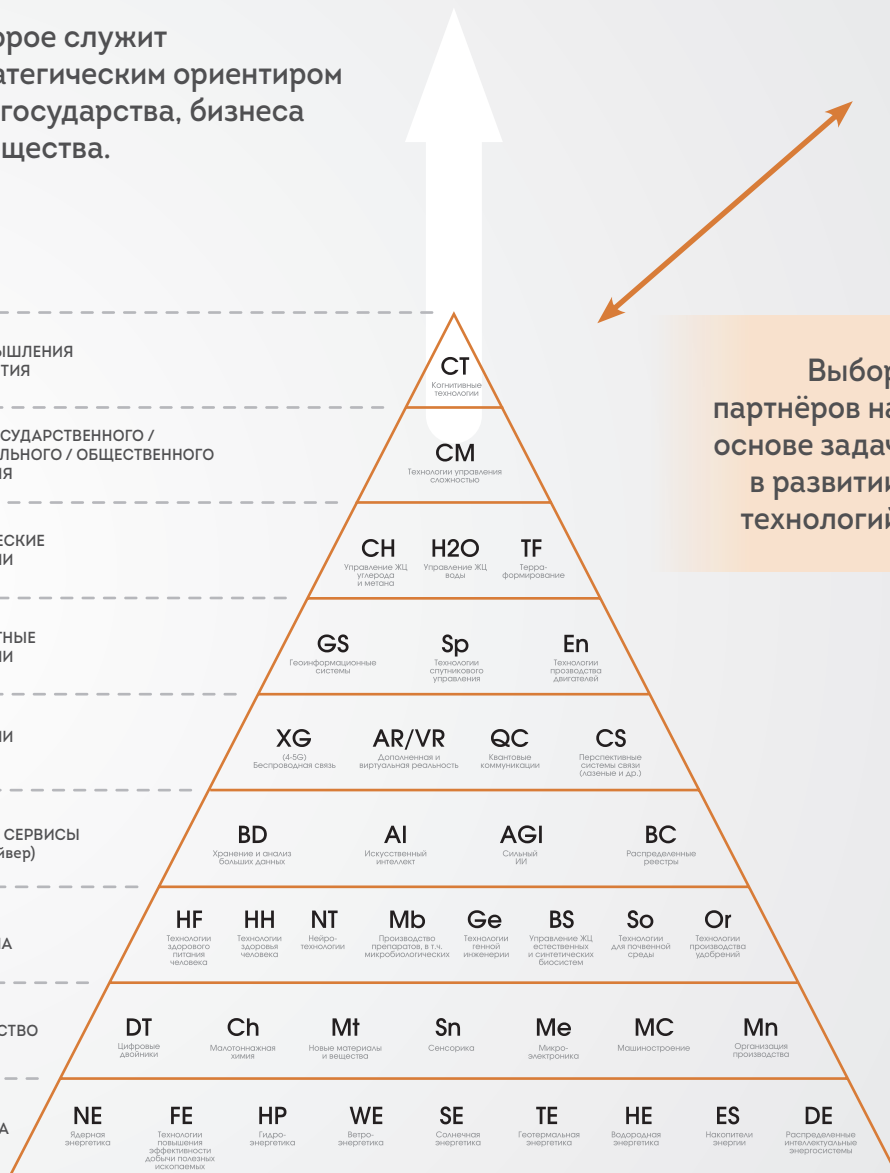 орое служит
атегическим ориентиром
государства, бизнеса
щества.
Выбор
партнёров на
основе задач
в развитии
технологий
ЫШЛЕНИЯ
ТИЯ
CT
Когнитивные
технологии
СУДАРСТВЕННОГО /
ЛЬНОГО / ОБЩЕСТВЕННОГО
ИЯ
CM
Технологии управления
сложностью
ЕСКИЕ
ИИ
CH
Управление ЖЦ
углерода
и метана
H2O
Управление ЖЦ
воды
TF
Терра-
формирование
ТНЫЕ
ИИ
GS
Геоинформационные
системы
Sp
Технологии
спутникового
управления
En
Технологии
прозводства
двигателей
ИИ
XG
(4-5G)
Беспроводная связь
AR/VR
Дополненная и
виртуальная реальность
QC
Квантовые
коммуникации
CS
Перспективные
системы связи
(лазеные и др.)
СЕРВИСЫ
йвер)
BD
Хранение и анализ
больших данных
AI
Искусственный
интеллект
AGI
Сильный
ИИ
BC
Распределенные
реестры
НА
HF
Технологии
здорового
питания
человека
HH
Технологии
здоровья
человека
NT
Нейро-
технологии
Mb
Производство
препаратов, в т.ч.
микробиологических
Ge
Технологии
генной
инженерии
BS
Управление ЖЦ
естественных
и синтетических
биосистем
So
Технологии
для почвенной
среды
Or
Технологии
производства
удобрений
СТВО
DT
Цифровые
двойники
Ch
Малотоннажная
химия
Mt
Новые материалы
и вещества
Sn
Сенсорика
Me
Микро-
электроника
MC
Машиностроение
Mn
Организация
производства
А
NE
Ядерная
энергетика
FE
Технологии
повышения
эффективности
добычи полезных
ископаемых
HP
Гидро-
энергетика
WE
Ветро-
энергетика
SE
Солнечная
энергетика
TE
Геотермальная
энергетика
HE
Водородная
энергетика
ES
Накопители
энергии
DE
Распределенные
интеллектуальные
энергосистемы